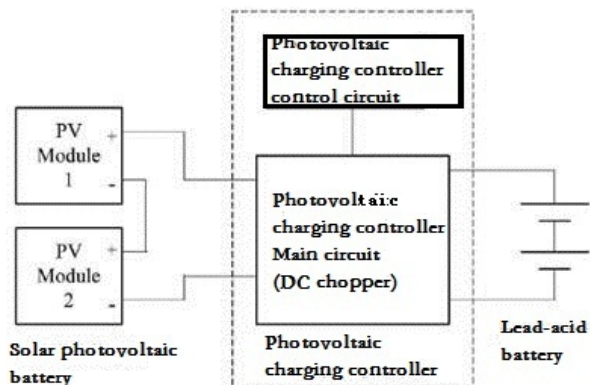 Photovoltaic
charging controller
control circuit
PV +
Module
1 -
PV +
Module
2 -
Photovoltaic
charging controller
Main circuit
(DC chopper)
Solar photovoltaic
battery
Photovoltaic
charging controller
Lead-acid
battery